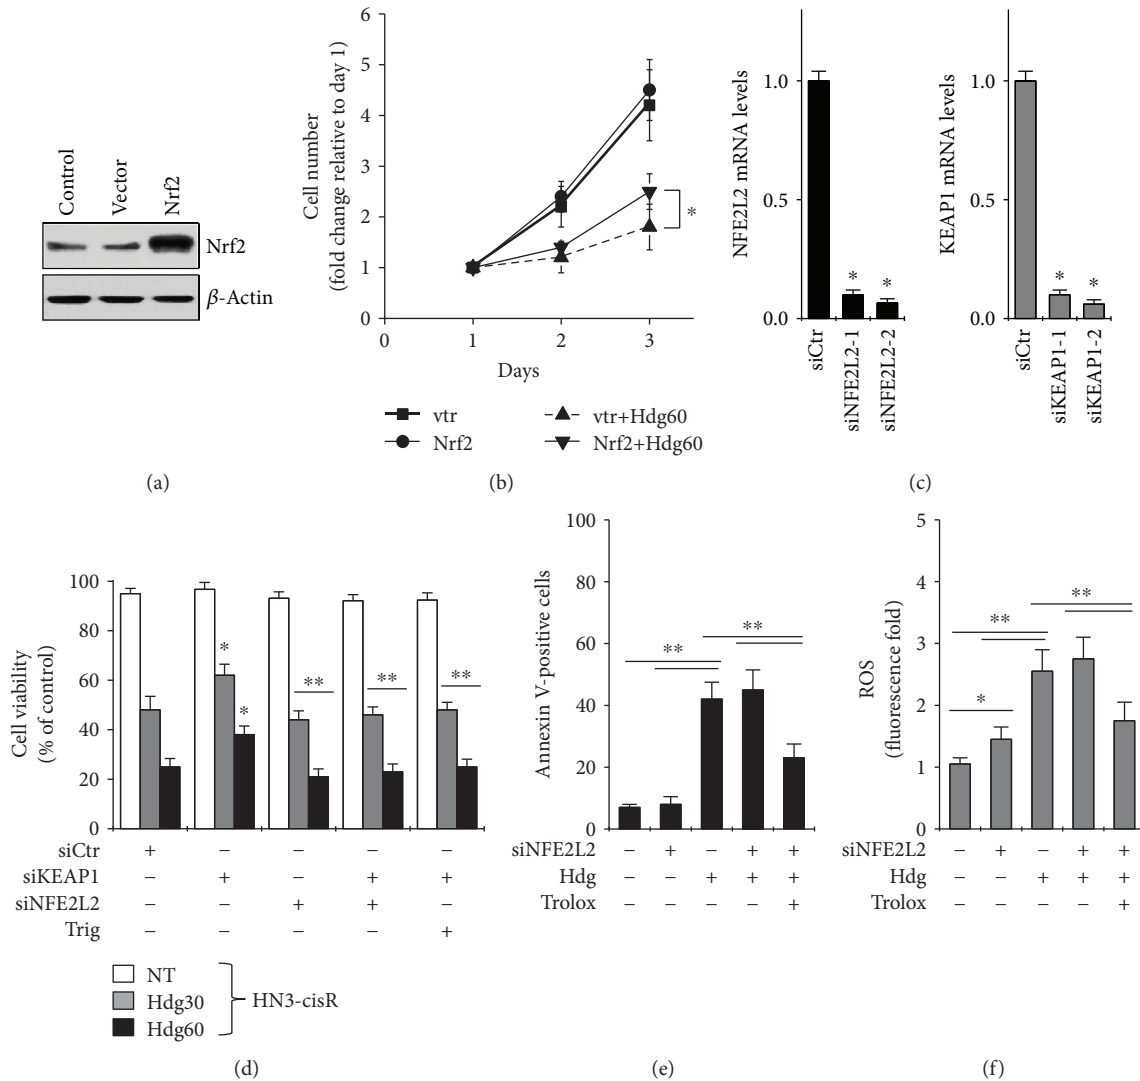 Control
Vector
Nrf2
Nrf2
β-Actin
(a)
Cell number
(fold change relative to day 1)
6
5
4
3
2
1
0
0 1 2 3
*
Days
vtr
vtr+Hdg60
Nrf2
Nrf2+Hdg60
(b)
NFE2L2 mRNA levels
1.0
0.5
0.0
* *
siCtr
siNFE2L2-1
siNFE2L2-2
KEAP1 mRNA levels
1.0
0.5
0.0
* *
siCtr
siKEAP1-1
siKEAP1-2
(c)
Cell viability
(% of control)
100
80
60
40
20
0
* * ** ** **
siCtr + − − − −
siKEAP1 − + − + +
siNFE2L2 − − + + −
Trig − − − − +
NT
Hdg30
Hdg60
HN3-cisR
(d)
Annexin V-positive cells
100
80
60
40
20
0
** **
siNFE2L2 − + − + +
Hdg − − + + +
Trolox − − − − +
(e)
ROS
(fluorescence fold)
5
4
3
2
1
0
* ** **
siNFE2L2 − + − + +
Hdg − − + + +
Trolox − − − − +
(f)